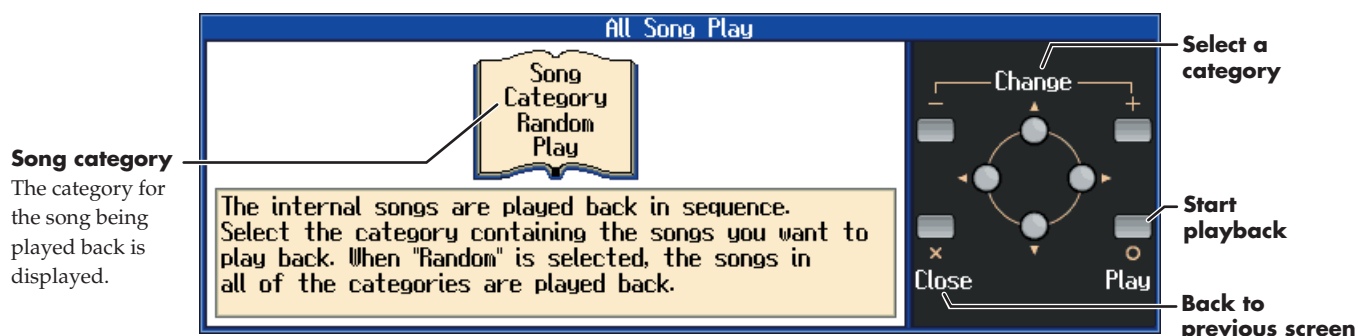 All Song Play
Song
Category
Random
Play
Song category
The category for
the song being
played back is
displayed.
The internal songs are played back in sequence.
Select the category containing the songs you want to
play back. When "Random" is selected, the songs in
all of the categories are played back.
Change
− +
× ○
Close Play
Select a
category
Start
playback
Back to
previous screen